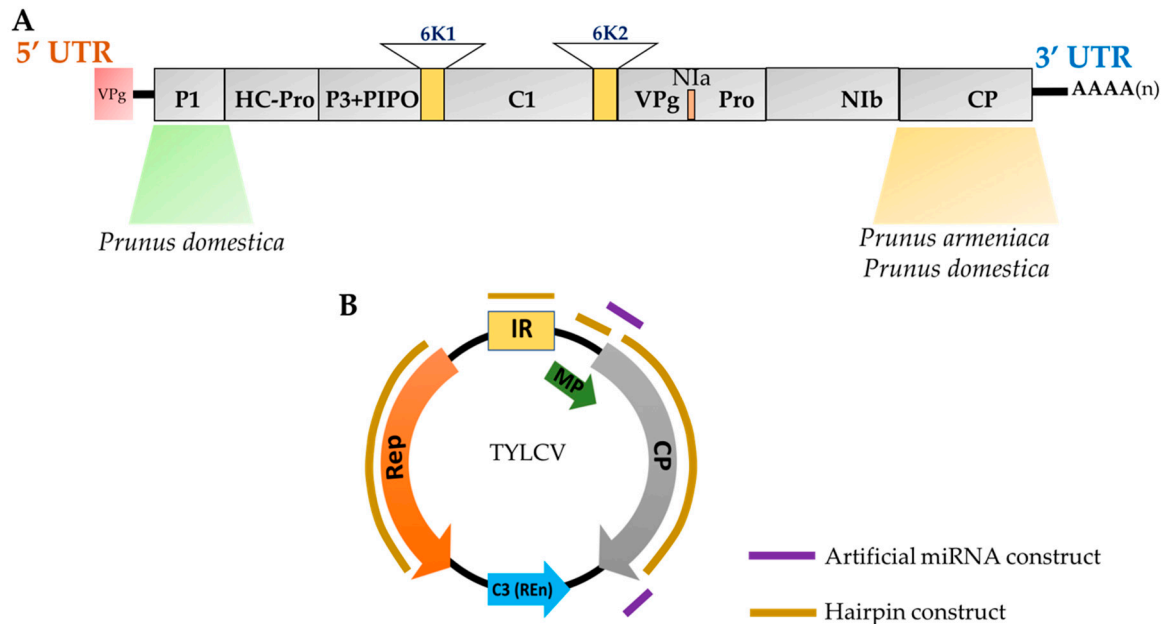 A
5' UTR
6K1
6K2
3' UTR
VPg
P1
HC-Pro
P3+PIPO
C1
VPg
NIa
Pro
NIb
CP
AAAA(n)
Prunus domestica
Prunus armeniaca
Prunus domestica
B
IR
MP
Rep
TYLCV
CP
C3 (REn)
Artificial miRNA construct
Hairpin construct